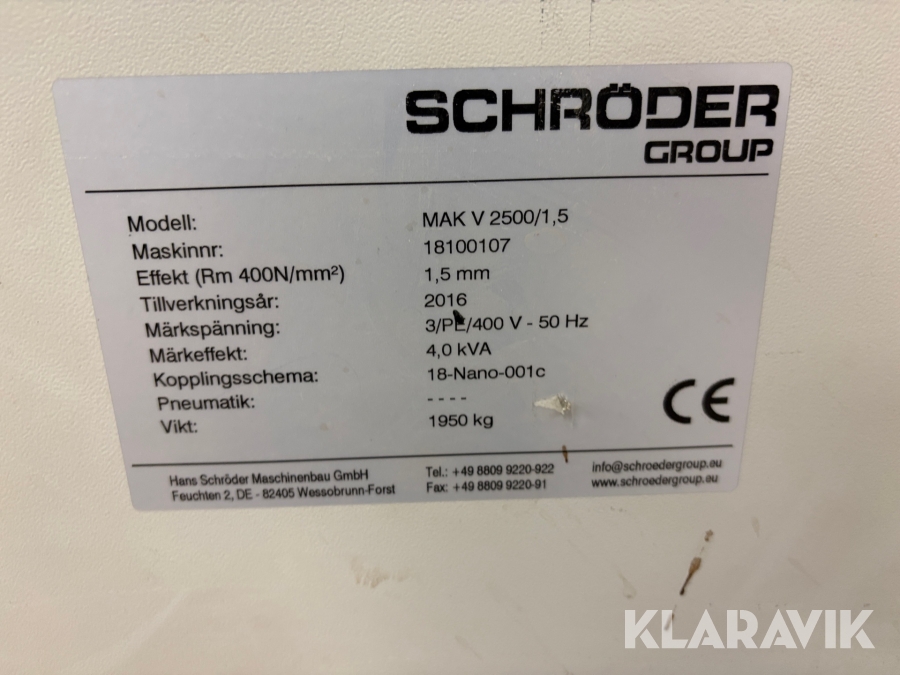 SCHRÖDER
GROUP
Modell: MAK V 2500/1,5
Maskinnr: 18100107
Effekt (Rm 400N/mm²) 1,5 mm
Tillverkningsår: 2016
Märkspänning: 3/PE/400 V - 50 Hz
Märkeffekt: 4,0 kVA
Kopplingsschema: 18-Nano-001c
Pneumatik: - - - -
Vikt: 1950 kg
CE
Hans Schröder Maschinenbau GmbH Tel.: +49 8809 9220-922 info@schroedergroup.eu
Feuchten 2, DE - 82405 Wessobrunn-Forst Fax: +49 8809 9220-91 www.schroedergroup.eu
KLARAVIK